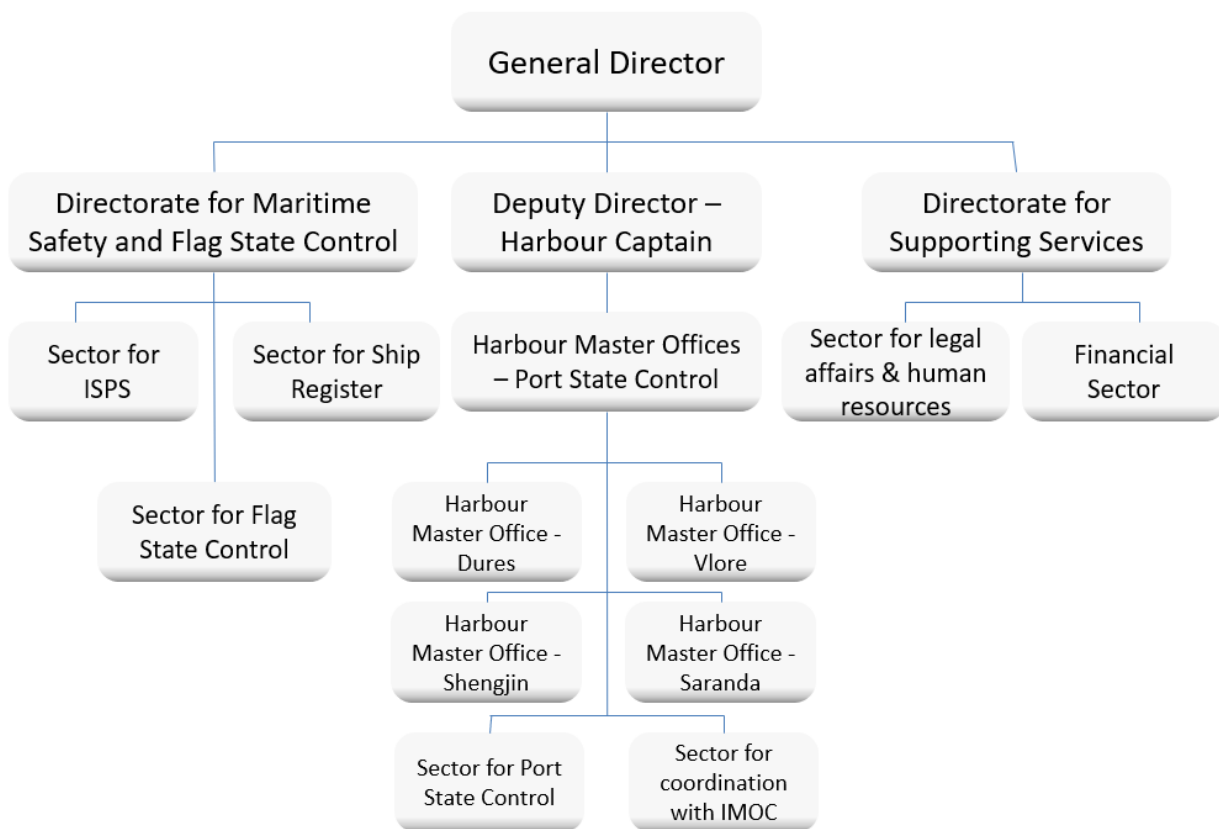 General Director
Directorate for Maritime
Safety and Flag State Control
Deputy Director –
Harbour Captain
Directorate for
Supporting Services
Sector for
ISPS
Sector for Ship
Register
Harbour Master Offices
– Port State Control
Sector for legal
affairs & human
resources
Financial
Sector
Sector for Flag
State Control
Harbour
Master Office -
Dures
Harbour
Master Office -
Vlore
Harbour
Master Office -
Shengjin
Harbour
Master Office -
Saranda
Sector for Port
State Control
Sector for
coordination
with IMOC